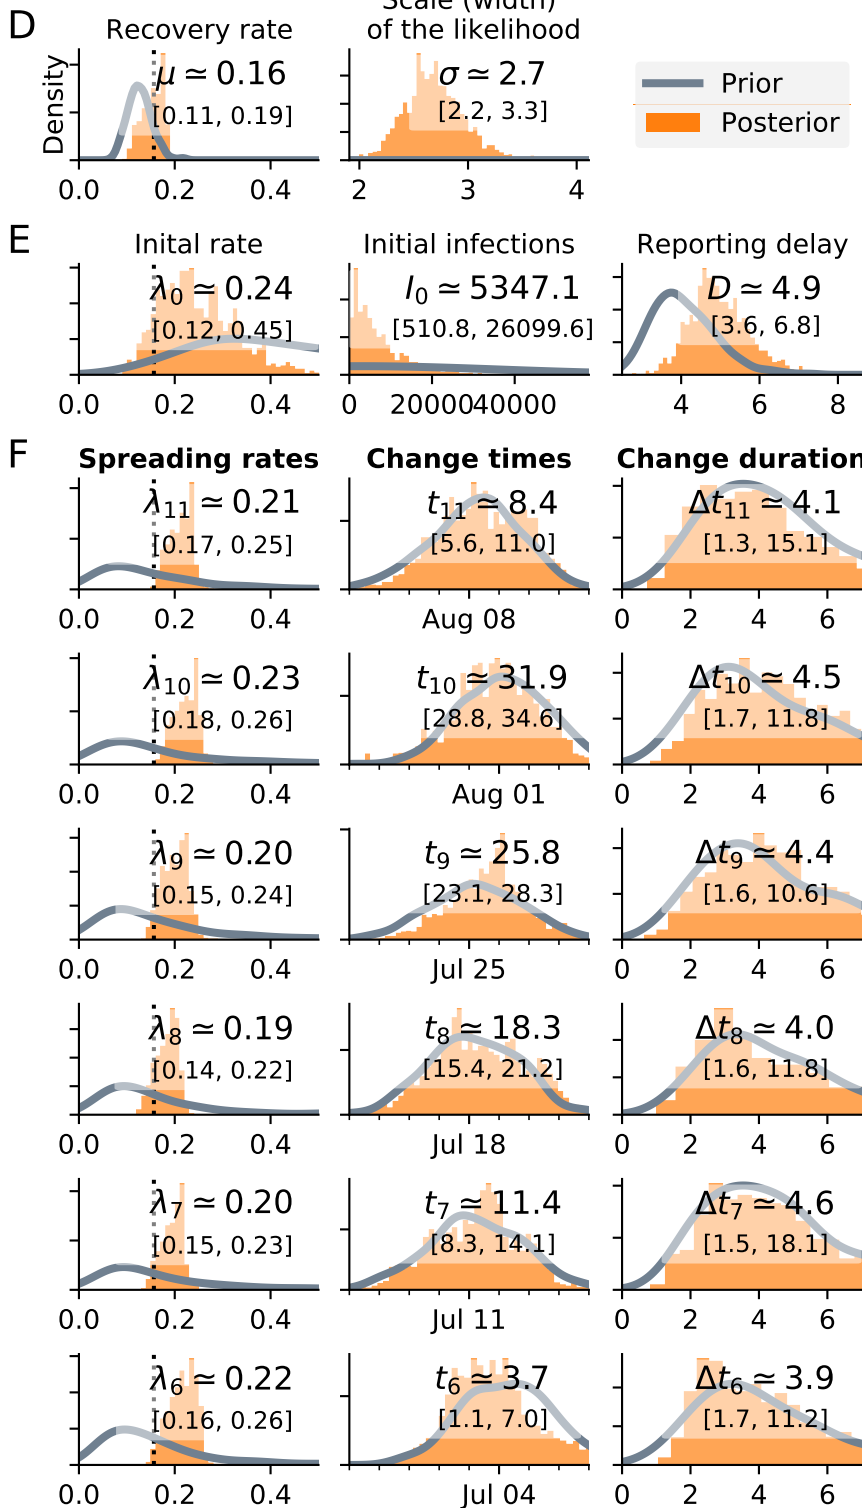 D
Recovery rate
Scale (width)
of the likelihood
Density
μ ≃ 0.16
[0.11, 0.19]
σ ≃ 2.7
[2.2, 3.3]
Prior
Posterior
0.0 0.2 0.4
2 3 4
E
Inital rate
Initial infections
Reporting delay
λ0 ≃ 0.24
[0.12, 0.45]
I0 ≃ 5347.1
[510.8, 26099.6]
D ≃ 4.9
[3.6, 6.8]
0.0 0.2 0.4
0 20000 40000
4 6 8
F
Spreading rates
Change times
Change duration
λ11 ≃ 0.21
[0.17, 0.25]
t11 ≃ 8.4
[5.6, 11.0]
Δt11 ≃ 4.1
[1.3, 15.1]
0.0 0.2 0.4
Aug 08
0 2 4 6
λ10 ≃ 0.23
[0.18, 0.26]
t10 ≃ 31.9
[28.8, 34.6]
Δt10 ≃ 4.5
[1.7, 11.8]
0.0 0.2 0.4
Aug 01
0 2 4 6
λ9 ≃ 0.20
[0.15, 0.24]
t9 ≃ 25.8
[23.1, 28.3]
Δt9 ≃ 4.4
[1.6, 10.6]
0.0 0.2 0.4
Jul 25
0 2 4 6
λ8 ≃ 0.19
[0.14, 0.22]
t8 ≃ 18.3
[15.4, 21.2]
Δt8 ≃ 4.0
[1.6, 11.8]
0.0 0.2 0.4
Jul 18
0 2 4 6
λ7 ≃ 0.20
[0.15, 0.23]
t7 ≃ 11.4
[8.3, 14.1]
Δt7 ≃ 4.6
[1.5, 18.1]
0.0 0.2 0.4
Jul 11
0 2 4 6
λ6 ≃ 0.22
[0.16, 0.26]
t6 ≃ 3.7
[1.1, 7.0]
Δt6 ≃ 3.9
[1.7, 11.2]
0.0 0.2 0.4
Jul 04
0 2 4 6